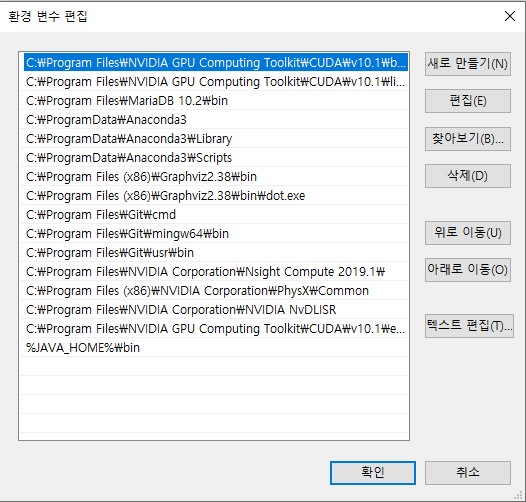 환경 변수 편집
C:₩Program Files₩NVIDIA GPU Computing Toolkit₩CUDA₩v10.1₩b...
C:₩Program Files₩NVIDIA GPU Computing Toolkit₩CUDA₩v10.1₩li...
C:₩Program Files₩MariaDB 10.2₩bin
C:₩ProgramData₩Anaconda3
C:₩ProgramData₩Anaconda3₩Library
C:₩ProgramData₩Anaconda3₩Scripts
C:₩Program Files (x86)₩Graphviz2.38₩bin
C:₩Program Files (x86)₩Graphviz2.38₩bin₩dot.exe
C:₩Program Files₩Git₩cmd
C:₩Program Files₩Git₩mingw64₩bin
C:₩Program Files₩Git₩usr₩bin
C:₩Program Files₩NVIDIA Corporation₩Nsight Compute 2019.1₩
C:₩Program Files (x86)₩NVIDIA Corporation₩PhysX₩Common
C:₩Program Files₩NVIDIA Corporation₩NVIDIA NvDLISR
C:₩Program Files₩NVIDIA GPU Computing Toolkit₩CUDA₩v10.1₩e...
%JAVA_HOME%₩bin
새로 만들기(N)
편집(E)
찾아보기(B)...
삭제(D)
위로 이동(U)
아래로 이동(O)
텍스트 편집(T)...
확인
취소